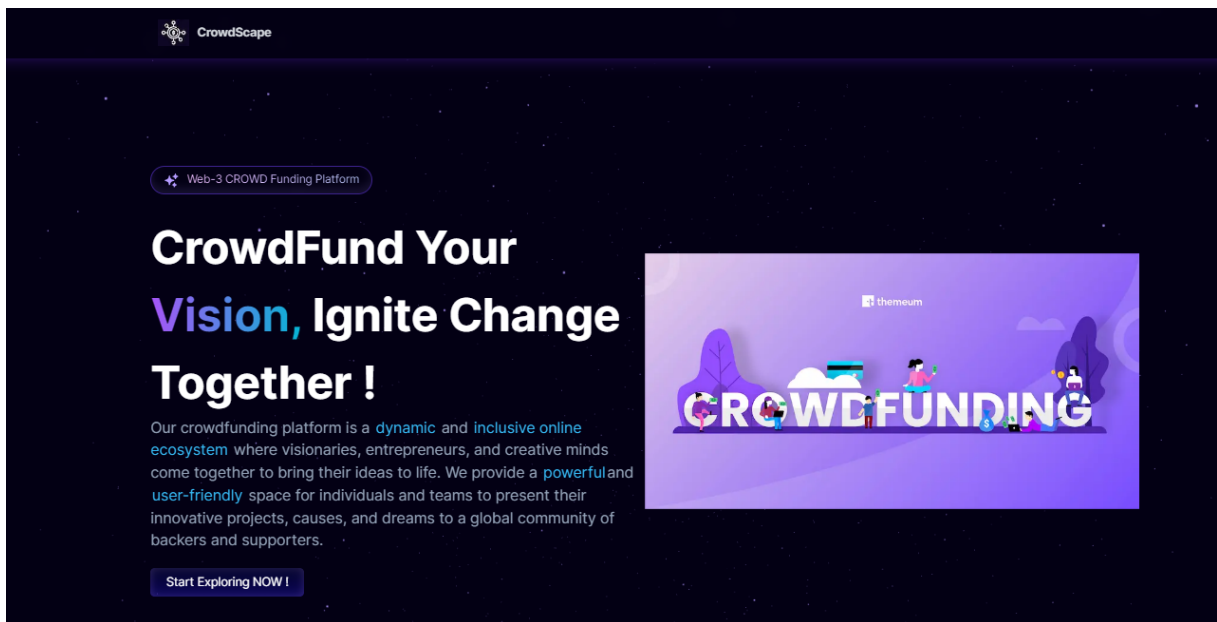 CrowdScape
Web-3 CROWD Funding Platform
CrowdFund Your
Vision, Ignite Change
Together !
Our crowdfunding platform is a dynamic and inclusive online
ecosystem where visionaries, entrepreneurs, and creative minds
come together to bring their ideas to life. We provide a powerful and
user-friendly space for individuals and teams to present their
innovative projects, causes, and dreams to a global community of
backers and supporters.
Start Exploring NOW !
themeum
CROWDFUNDING
$